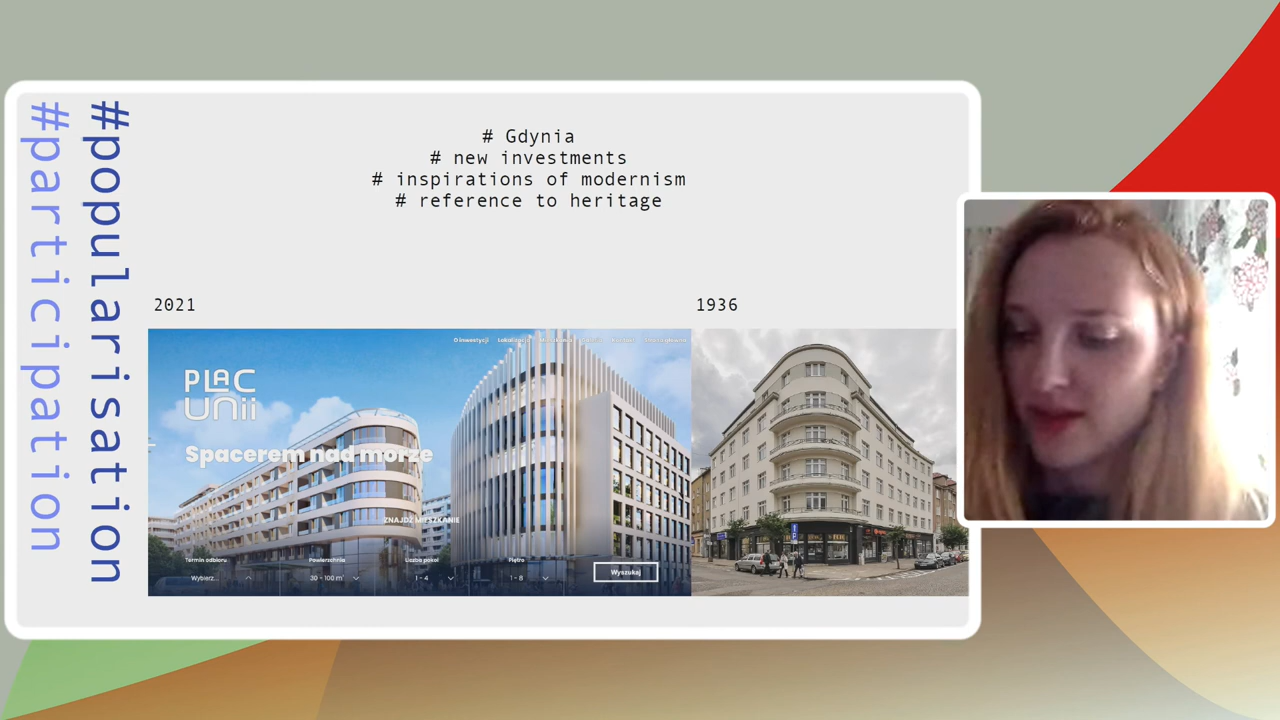 #participation
#popularisation
# Gdynia
# new investments
# inspirations of modernism
# reference to heritage
2021
1936
O inwestycji
PLAC
UNii
Spacerem nad morze
ZNAJDŹ MIESZKANIE
Termin odbioru Powierzchnia Liczba pokoi Piętro
Wybierz... 30 - 100 m² 1 - 4 1 - 8 Wyszukaj